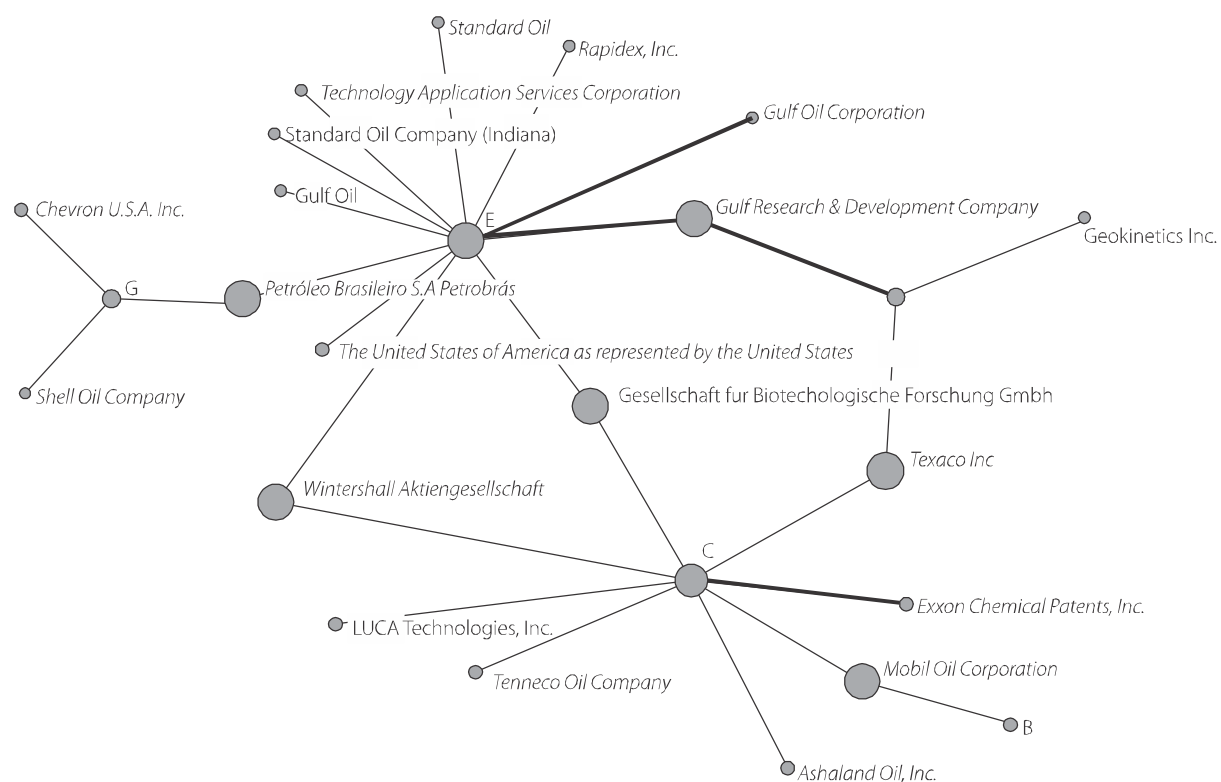 Standard Oil
Rapidex, Inc.
Technology Application Services Corporation
Gulf Oil Corporation
Standard Oil Company (Indiana)
Gulf Oil
Chevron U.S.A. Inc.
E
Gulf Research & Development Company
Geokinetics Inc.
G
Petróleo Brasileiro S.A Petrobrás
The United States of America as represented by the United States
Shell Oil Company
Gesellschaft fur Biotechologische Forschung Gmbh
Texaco Inc
Wintershall Aktiengesellschaft
C
Exxon Chemical Patents, Inc.
LUCA Technologies, Inc.
Mobil Oil Corporation
Tenneco Oil Company
B
Ashaland Oil, Inc.